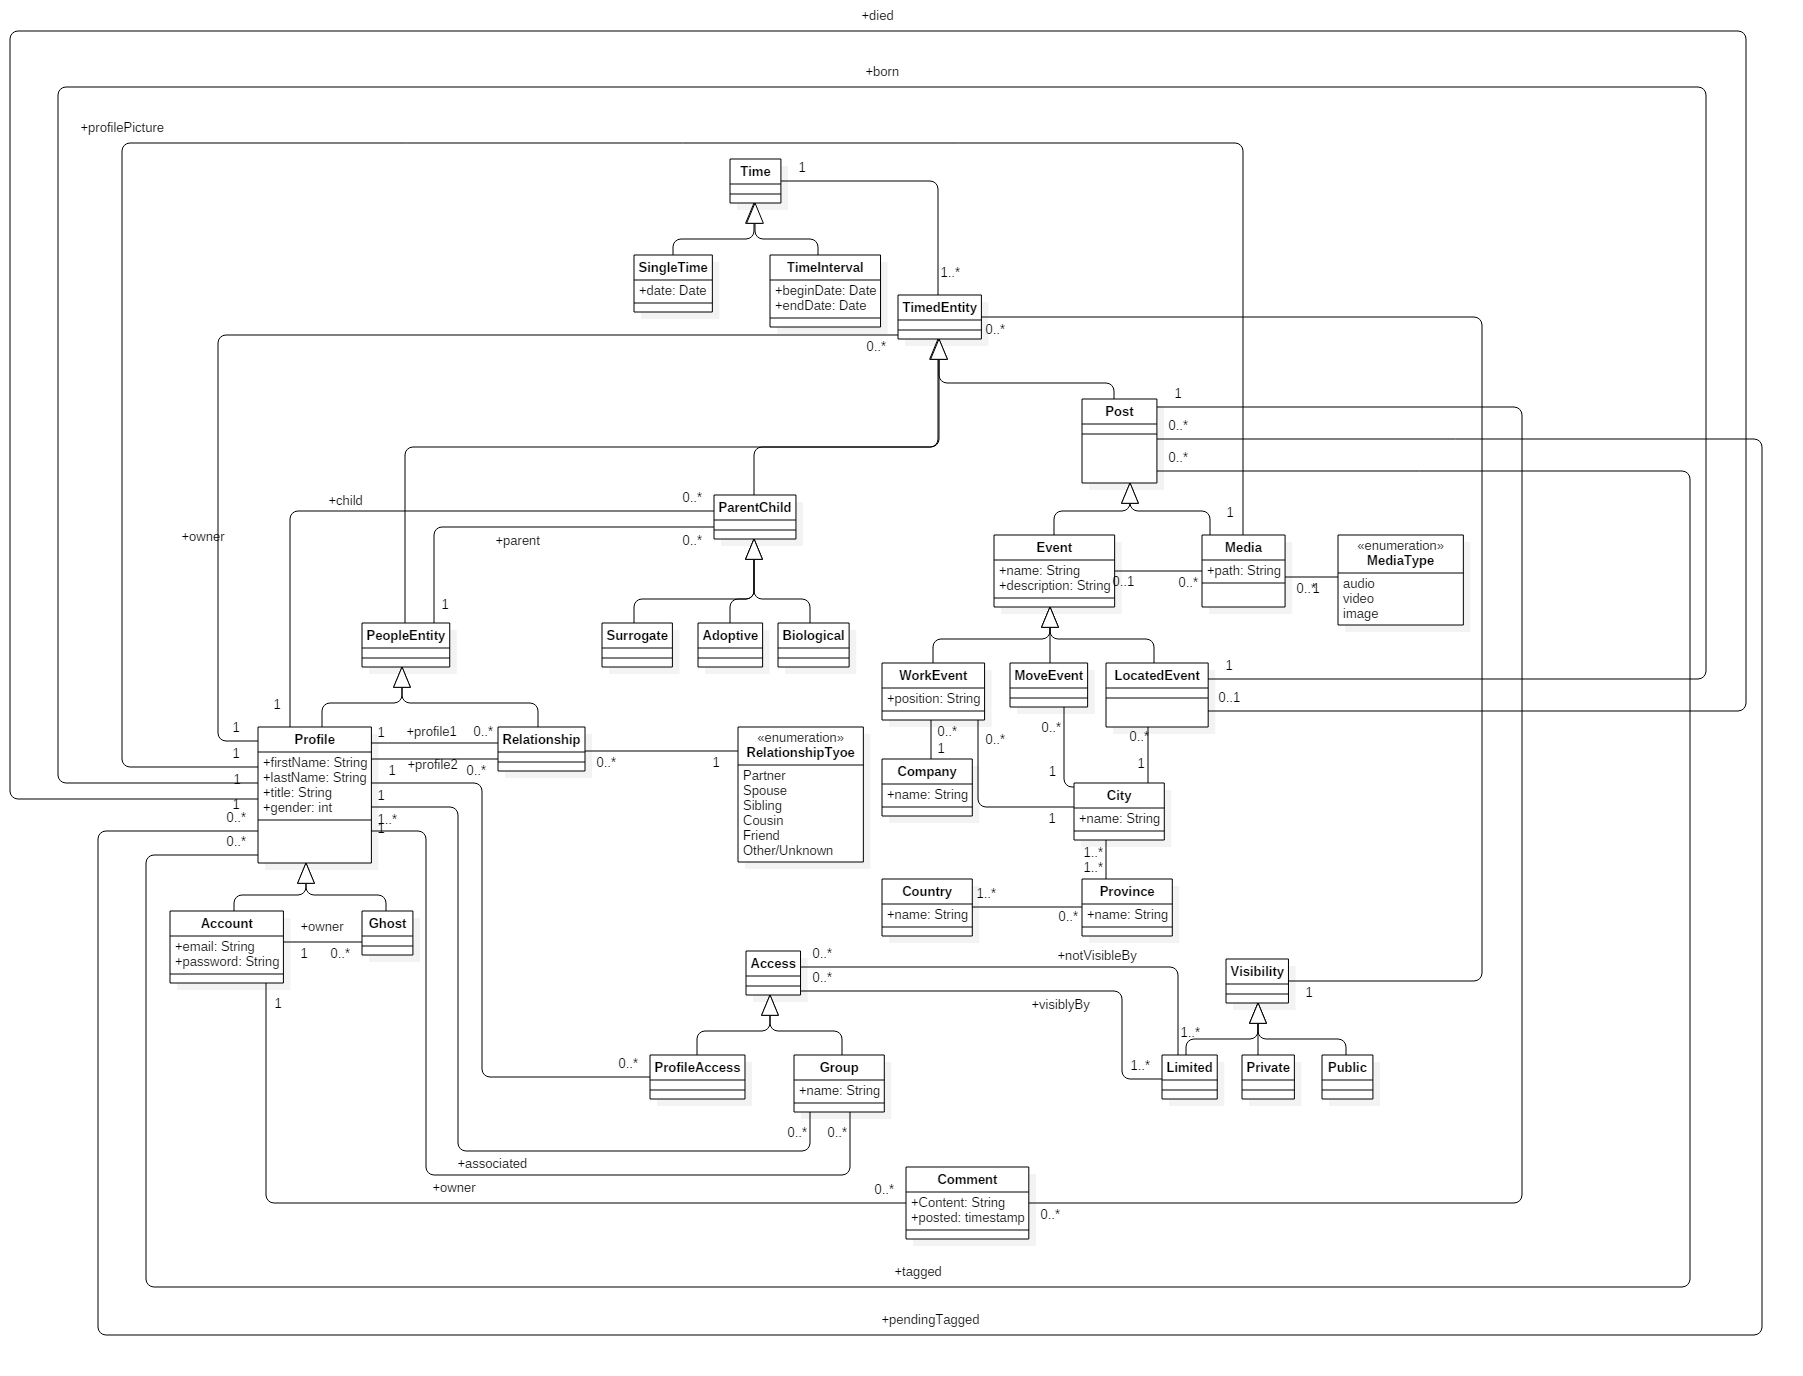 +died
+born
+profilePicture
Time
1
SingleTime
+date: Date
TimeInterval
+beginDate: Date
+endDate: Date
1..*
TimedEntity
0..*
0..*
Post
1
0..*
0..*
+child
0..*
ParentChild
+owner
+parent
0..*
1
Event
+name: String
+description: String
0..1
0..*
Media
+path: String
0..*
1
«enumeration»
MediaType
audio
video
image
1
PeopleEntity
Surrogate
Adoptive
Biological
WorkEvent
+position: String
MoveEvent
LocatedEvent
1
0..1
1
1
1
1
1
0..*
0..*
Profile
+firstName: String
+lastName: String
+title: String
+gender: int
1
+profile1
0..*
+profile2
1
0..*
1
1..*
1
Relationship
0..*
1
«enumeration»
RelationshipTyoe
Partner
Spouse
Sibling
Cousin
Friend
Other/Unknown
0..*
1
0..*
0..*
1
0..*
1
Company
+name: String
1
City
+name: String
1..*
1..*
Country
+name: String
1..*
0..*
Province
+name: String
Account
+email: String
+password: String
+owner
1
0..*
Ghost
1
Access
0..*
0..*
+notVisibleBy
+visiblyBy
Visibility
1
1..*
1..*
0..*
ProfileAccess
Group
+name: String
Limited
Private
Public
0..*
0..*
+associated
+owner
0..*
Comment
+Content: String
+posted: timestamp
0..*
+tagged
+pendingTagged